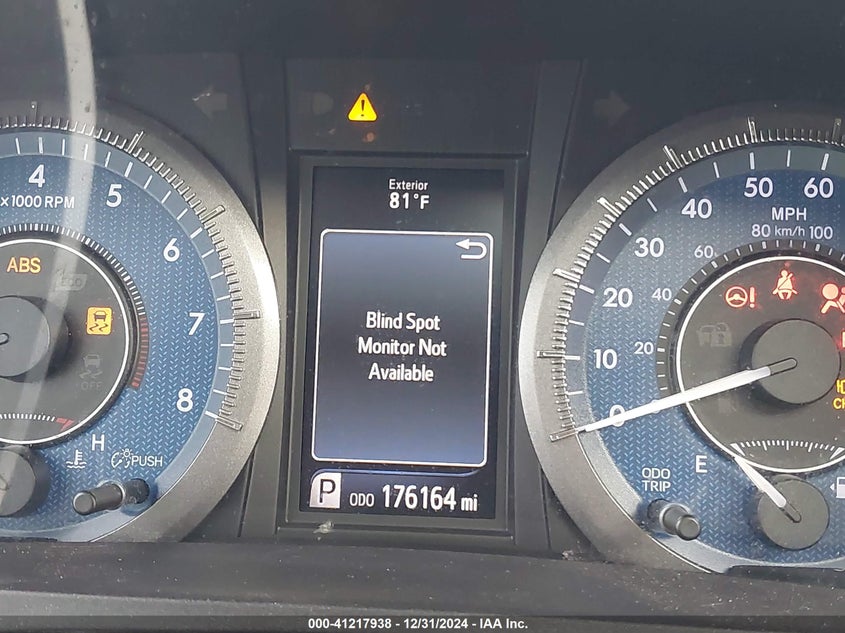 Exterior
81°F
Blind Spot
Monitor Not
Available
P ODO 176164 mi
4
5
6
7
8
x1000 RPM
ABS
ECO
OFF
H
PUSH
0
10
20
30
40
50
60
MPH
80 km/h 100
60
40
20
E
ODO
TRIP
000-41217938 - 12/31/2024 - IAA Inc.